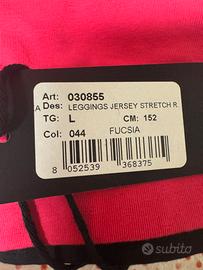 Art: 030855
A Des: LEGGINGS JERSEY STRETCH R.
TG: L CM: 152
Col: 044 FUCSIA
8 052539 368375
subito